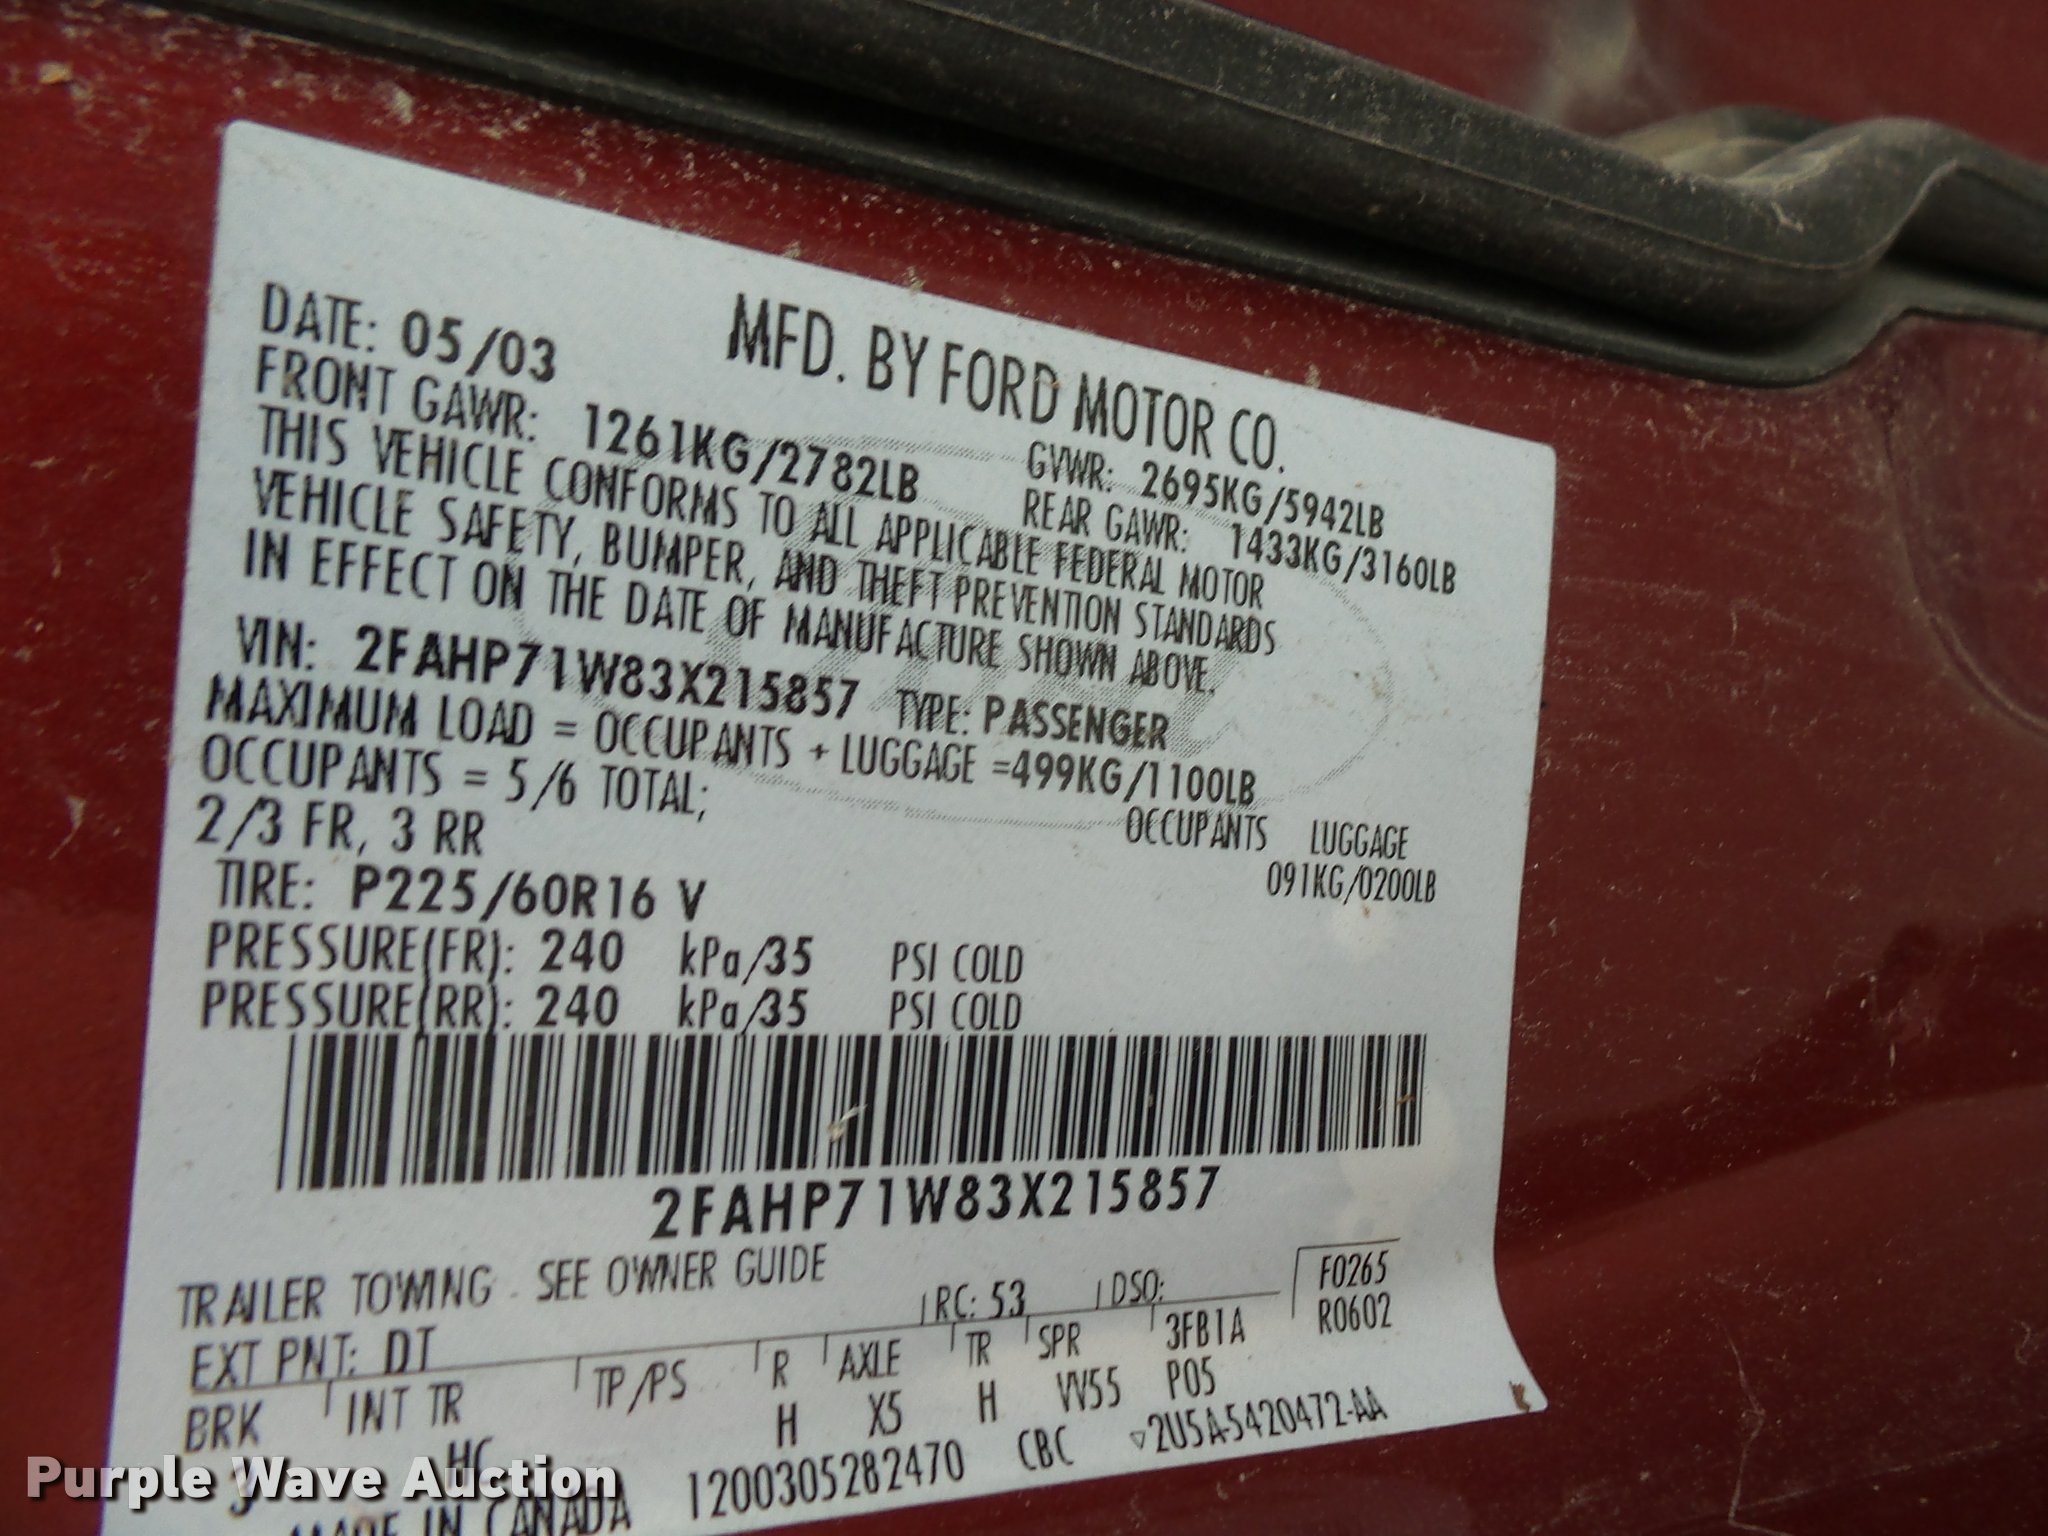 MFD. BY FORD MOTOR CO.
DATE: 05/03 GVWR: 2695KG/5942LB
FRONT GAWR: 1261KG/2782LB REAR GAWR: 1433KG/3160LB
THIS VEHICLE CONFORMS TO ALL APPLICABLE FEDERAL MOTOR
VEHICLE SAFETY, BUMPER, AND THEFT PREVENTION STANDARDS
IN EFFECT ON THE DATE OF MANUFACTURE SHOWN ABOVE.
VIN: 2FAHP71W83X215857 TYPE: PASSENGER
MAXIMUM LOAD = OCCUPANTS + LUGGAGE =499KG/1100LB
OCCUPANTS = 5/6 TOTAL; OCCUPANTS LUGGAGE
2/3 FR, 3 RR 091KG/0200LB
TIRE: P225/60R16 V
PRESSURE(FR): 240 kPa/35 PSI COLD
PRESSURE(RR): 240 kPa/35 PSI COLD
2FAHP71W83X215857
TRAILER TOWING - SEE OWNER GUIDE
EXT PNT: DT RC: 53 DSO: F0265
BRK INT TR TP/PS R AXLE TR SPR 3FB1A R0602
3 HC H X5 H VV55 P05
MADE IN CANADA 1200305282470 CBC ▽2U5A-5420472-AA
Purple Wave Auction